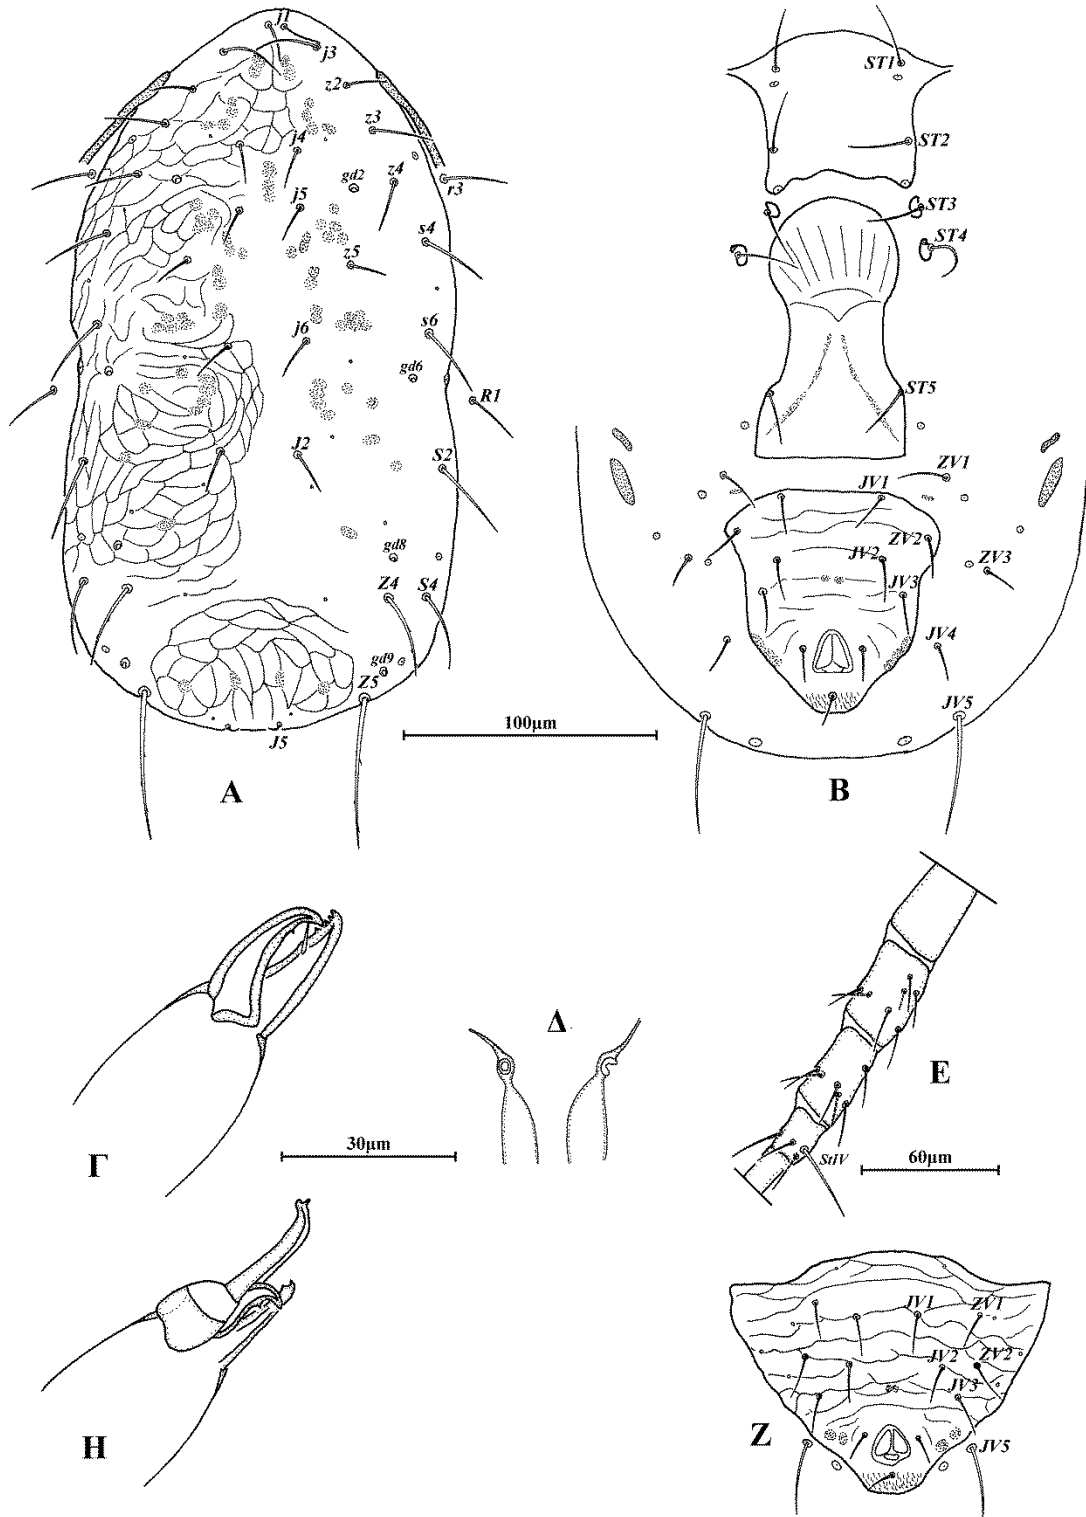 j1
j3
z2
z3
j4
gd2
z4
r3
j5
s4
z5
j6
s6
gd6
R1
J2
S2
gd8
Z4
S4
gd9
Z5
J5
100μm
A
ST1
ST2
ST3
ST4
ST5
ZV1
JV1
ZV2
JV2
ZV3
JV3
JV4
JV5
B
Γ
30μm
Δ
E
StIV
60μm
H
JV1
ZV1
JV2
ZV2
JV3
JV5
Z